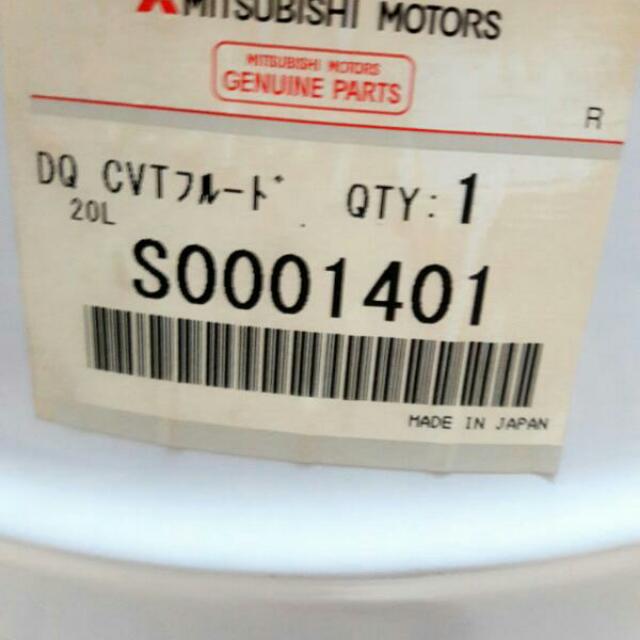 MITSUBISHI MOTORS
MITSUBISHI MOTORS
GENUINE PARTS
R
DQ CVTフルード QTY: 1
20L
S0001401
MADE IN JAPAN